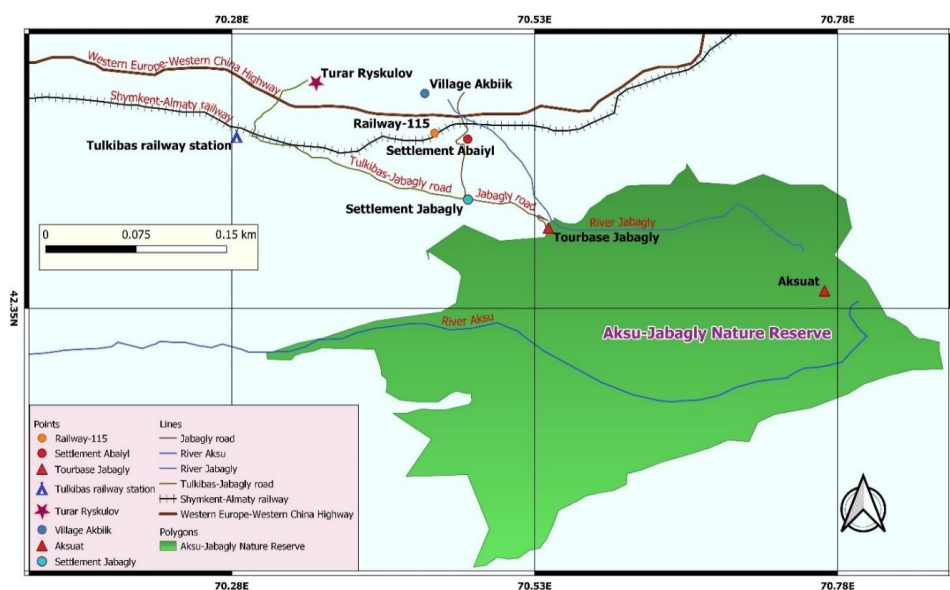 70.28E 70.53E 70.78E
Western Europe-Western China Highway
Turar Ryskulov
Village Akbiik
Shymkent-Almaty railway
Railway-115
Tulkibas railway station
Settlement Abaiyl
Tulkibas-Jabagly road
Jabagly road
Settlement Jabagly
River Jabagly
Tourbase Jabagly
0 0.075 0.15 km
Aksuat
42.35N
River Aksu
Aksu-Jabagly Nature Reserve
Points
Railway-115
Settlement Abaiyl
Tourbase Jabagly
Tulkibas railway station
Turar Ryskulov
Village Akbiik
Aksuat
Settlement Jabagly
Lines
Jabagly road
River Aksu
River Jabagly
Tulkibas-Jabagly road
Shymkent-Almaty railway
Western Europe-Western China Highway
Polygons
Aksu-Jabagly Nature Reserve
70.28E 70.53E 70.78E